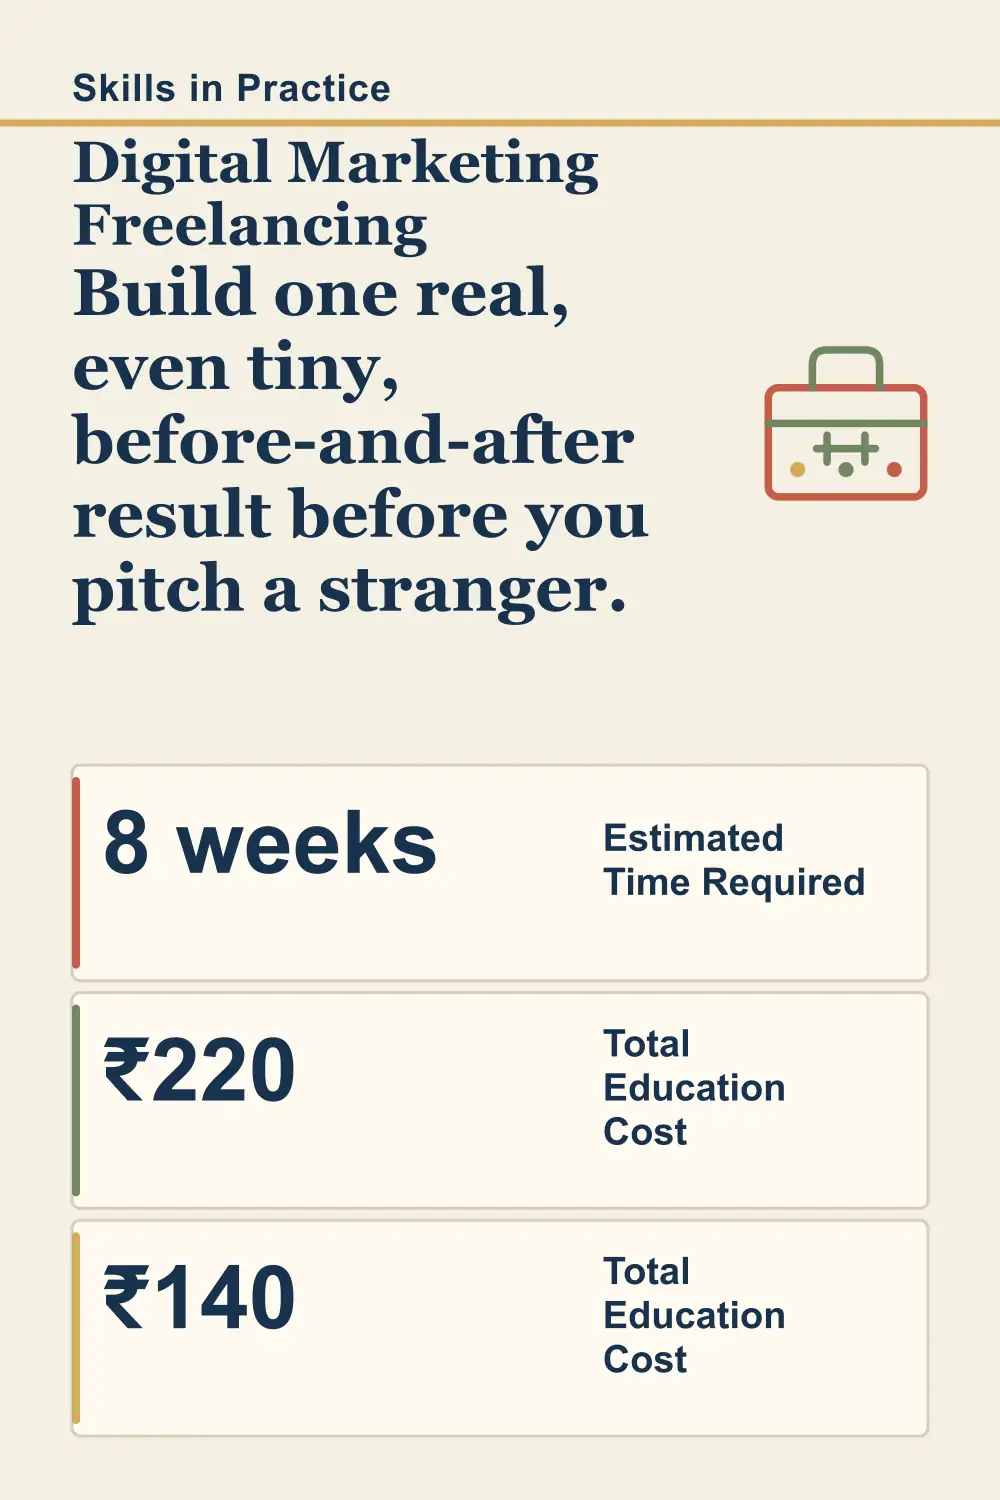 Skills in Practice
Digital Marketing
Freelancing
Build one real,
even tiny,
before-and-after
result before you
pitch a stranger.
8 weeks
Estimated
Time Required
₹220
Total
Education
Cost
₹140
Total
Education
Cost